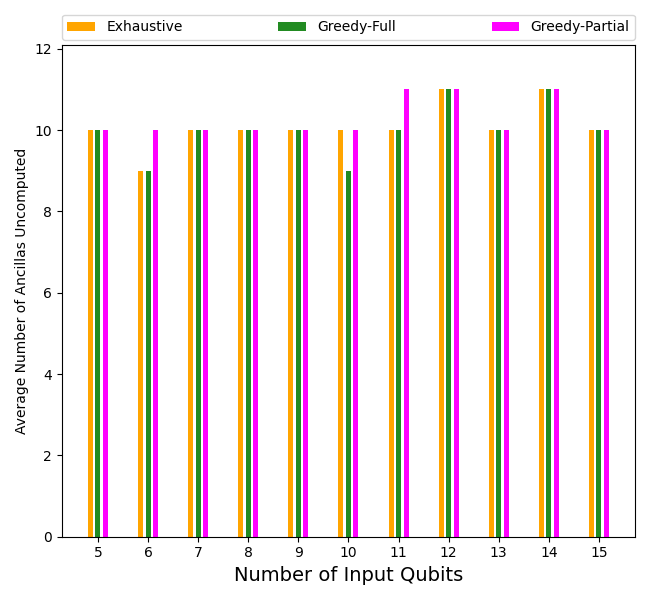 Exhaustive Greedy-Full Greedy-Partial
12
10
8
6
4
2
0
Average Number of Ancillas Uncomputed
5 6 7 8 9 10 11 12 13 14 15
Number of Input Qubits